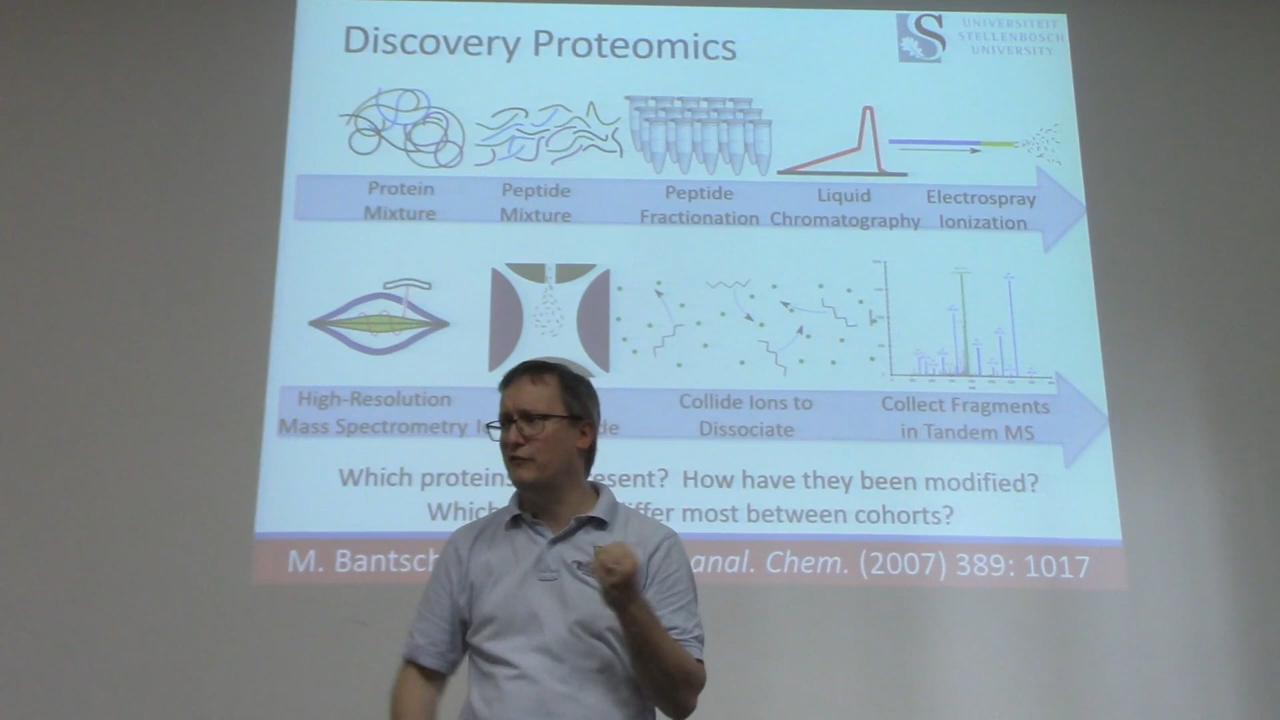 Discovery Proteomics
UNIVERSITEIT
STELLENBOSCH
UNIVERSITY
Protein
Mixture
Peptide
Mixture
Peptide
Fractionation
Liquid
Chromatography
Electrospray
Ionization
High-Resolution
Mass Spectrometry
Collide Ions to
Dissociate
Collect Fragments
in Tandem MS
Which proteins esent? How have they been modified?
Which iffer most between cohorts?
M. Bantsch anal. Chem. (2007) 389: 1017